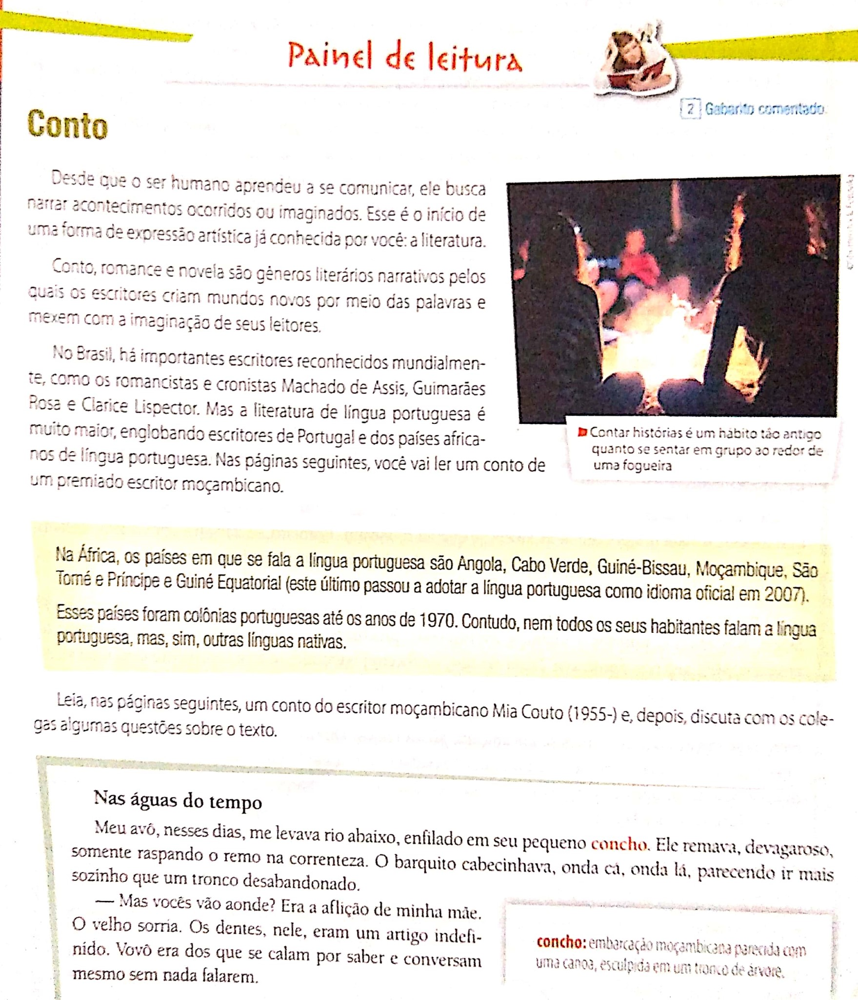 Painel de leitura
2 Gabarito comentado.
Conto
Desde que o ser humano aprendeu a se comunicar, ele busca
narrar acontecimentos ocorridos ou imaginados. Esse é o início de
uma forma de expressão artística já conhecida por você: a literatura.
Conto, romance e novela são gêneros literários narrativos pelos
quais os escritores criam mundos novos por meio das palavras e
mexem com a imaginação de seus leitores.
No Brasil, há importantes escritores reconhecidos mundialmen-
te, como os romancistas e cronistas Machado de Assis, Guimarães
Rosa e Clarice Lispector. Mas a literatura de língua portuguesa é
muito maior, englobando escritores de Portugal e dos países africa-
nos de língua portuguesa. Nas páginas seguintes, você vai ler um conto de
um premiado escritor moçambicano.
Contar histórias é um hábito tão antigo
quanto se sentar em grupo ao redor de
uma fogueira
Na África, os países em que se fala a língua portuguesa são Angola, Cabo Verde, Guiné-Bissau, Moçambique, São
Tomé e Príncipe e Guiné Equatorial (este último passou a adotar a língua portuguesa como idioma oficial em 2007).
Esses países foram colônias portuguesas até os anos de 1970. Contudo, nem todos os seus habitantes falam a língua
portuguesa, mas, sim, outras línguas nativas.
Leia, nas páginas seguintes, um conto do escritor moçambicano Mia Couto (1955-) e, depois, discuta com os cole-
gas algumas questões sobre o texto.
Nas águas do tempo
Meu avô, nesses dias, me levava rio abaixo, enfilado em seu pequeno concho. Ele remava, devagaroso,
somente raspando o remo na correnteza. O barquito cabecinhava, onda cá, onda lá, parecendo ir mais
sozinho que um tronco desabandonado.
— Mas vocês vão aonde? Era a aflição de minha mãe.
O velho sorria. Os dentes, nele, eram um artigo indefi-
nido. Vovô era dos que se calam por saber e conversam
mesmo sem nada falarem.
concho: embarcação moçambicana parecida com
uma canoa, esculpida em um tronco de árvore.